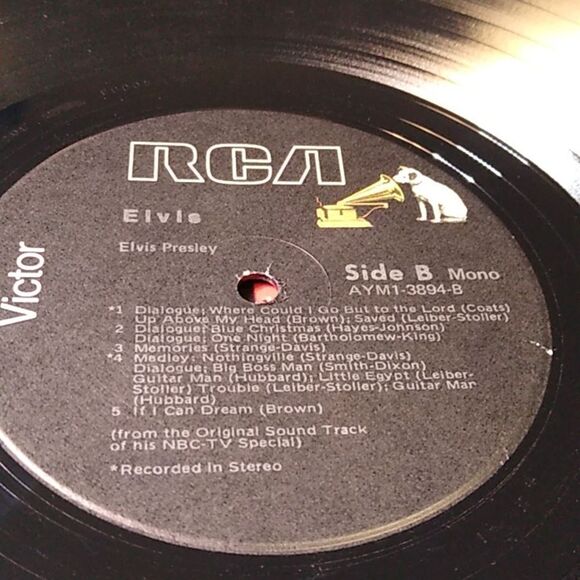 RCA
Victor
Elvis
Elvis Presley
Side B Mono
AYM1-3894-B
*1 Dialogue; Where Could I Go But to the Lord (Coats)
Up Above My Head (Brown); Saved (Leiber-Stoller)
2 Dialogue; Blue Christmas (Hayes-Johnson)
Dialogue; One Night (Bartholomew-King)
3 Memories (Strange-Davis)
*4 Medley: Nothingville (Strange-Davis)
Dialogue; Big Boss Man (Smith-Dixon)
Guitar Man (Hubbard); Little Egypt (Leiber-
Stoller) Trouble (Leiber-Stoller); Guitar Man
(Hubbard)
5 If I Can Dream (Brown)
(from the Original Sound Track
of his NBC-TV Special)
*Recorded In Stereo